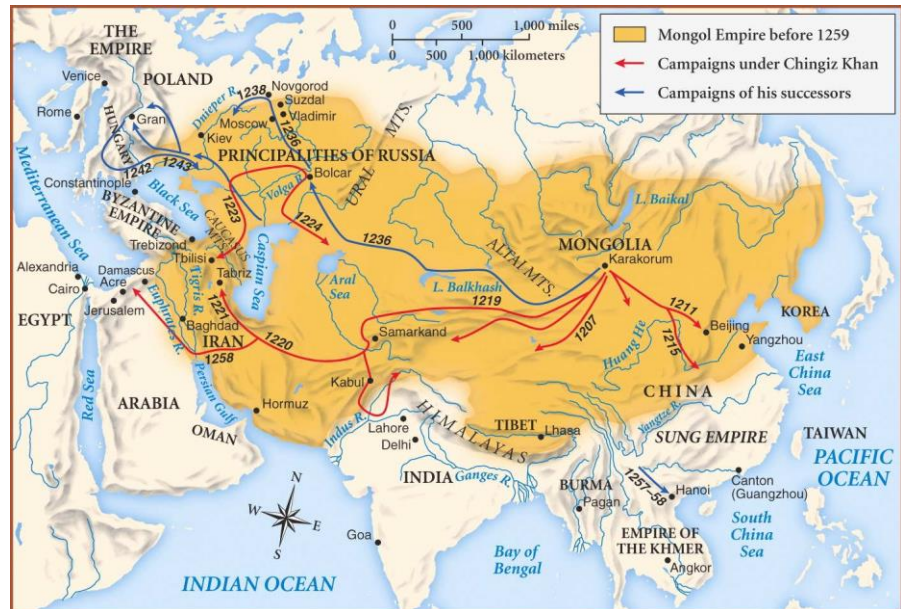 THE
EMPIRE
POLAND
Venice
Rome
Gran
HUNGARY
1242
1243
Dnieper R.
1238
Novgorod
Suzdal
Vladimir
Moscow
1236
Kiev
PRINCIPALITIES OF RUSSIA
Bolcar
Volga R.
URAL MTS.
0 500 1,000 miles
0 500 1,000 kilometers
Mongol Empire before 1259
Campaigns under Chingiz Khan
Campaigns of his successors
Mediterranean Sea
Constantinople
Black Sea
BYZANTINE
EMPIRE
Trebizond
Tbilisi
CAUCASUS
MTS.
Caspian Sea
1223
1224
1236
Aral
Sea
L. Balkhash
ALTAI MTS.
L. Baikal
MONGOLIA
Karakorum
1219
1207
1211
1215
Beijing
KOREA
Yangzhou
Huang He
East
China
Sea
Alexandria
Cairo
Damascus
Acre
Jerusalem
Euphrates R.
Tigris R.
Tabriz
1221
Baghdad
IRAN
1258
1220
Samarkand
Kabul
EGYPT
Red Sea
ARABIA
Persian Gulf
Hormuz
OMAN
Indus R.
Lahore
Delhi
HIMALAYAS
TIBET
Lhasa
CHINA
Yangtze R.
SUNG EMPIRE
TAIWAN
PACIFIC
OCEAN
INDIA
Ganges R.
BURMA
Pagan
1257–58
Hanoi
Canton
(Guangzhou)
South
China
Sea
EMPIRE
OF THE KHMER
Angkor
Goa
Bay of
Bengal
N
W
E
S
INDIAN OCEAN